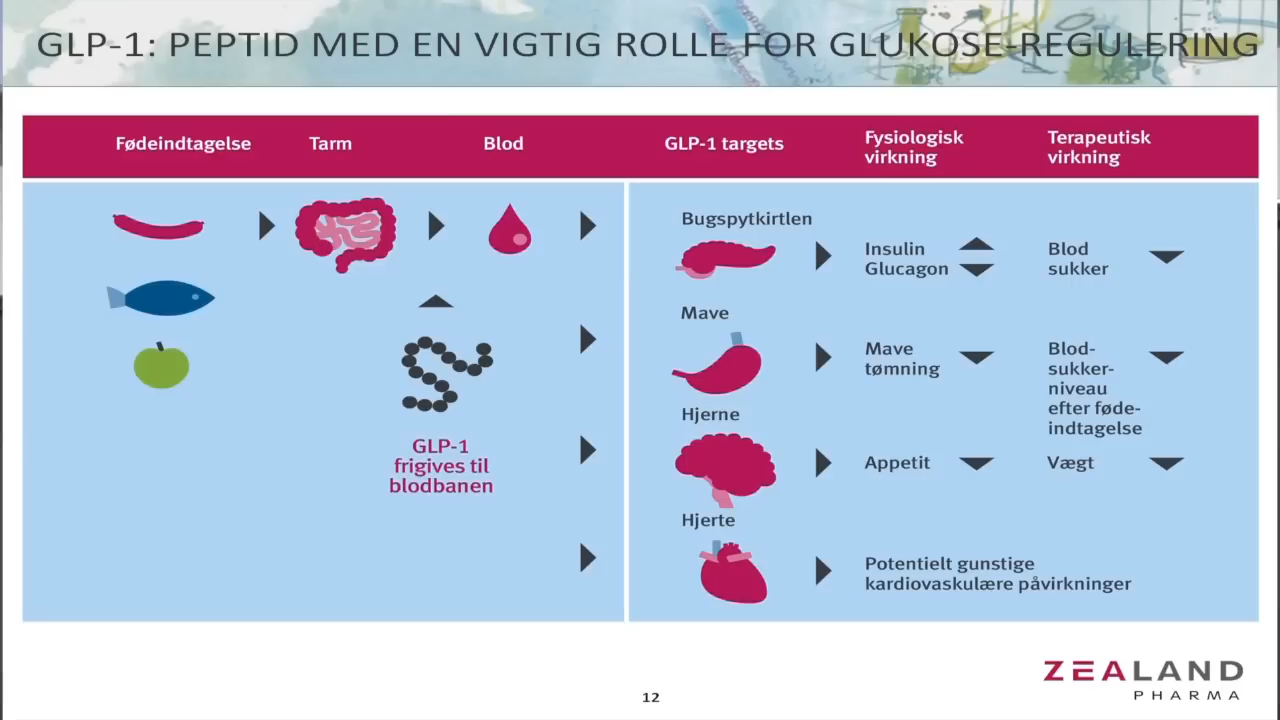 GLP-1: PEPTID MED EN VIGTIG ROLLE FOR GLUKOSE-REGULERING
Fødeindtagelse
Tarm
Blod
GLP-1 targets
Fysiologisk
virkning
Terapeutisk
virkning
GLP-1
frigives til
blodbanen
Bugspytkirtlen
Insulin
Glucagon
Blod
sukker
Mave
Mave
tømning
Blod-
sukker-
niveau
efter føde-
indtagelse
Hjerne
Appetit
Vægt
Hjerte
Potentielt gunstige
kardiovaskulære påvirkninger
12
ZEALAND
PHARMA